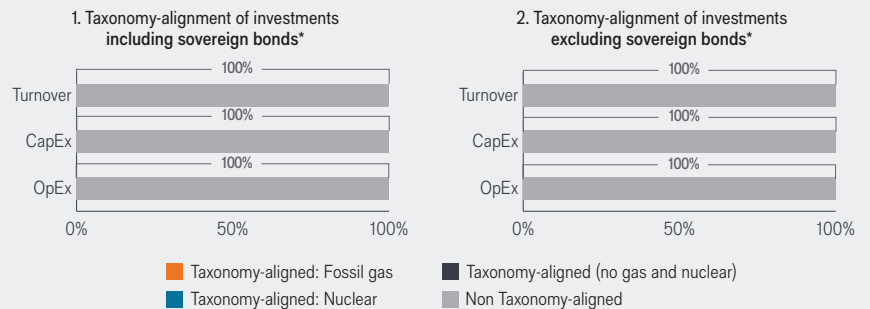 1. Taxonomy-alignment of investments
including sovereign bonds*
100%
Turnover
100%
CapEx
100%
OpEx
0% 50% 100%
2. Taxonomy-alignment of investments
excluding sovereign bonds*
100%
Turnover
100%
CapEx
100%
OpEx
0% 50% 100%
Taxonomy-aligned: Fossil gas
Taxonomy-aligned (no gas and nuclear)
Taxonomy-aligned: Nuclear
Non Taxonomy-aligned